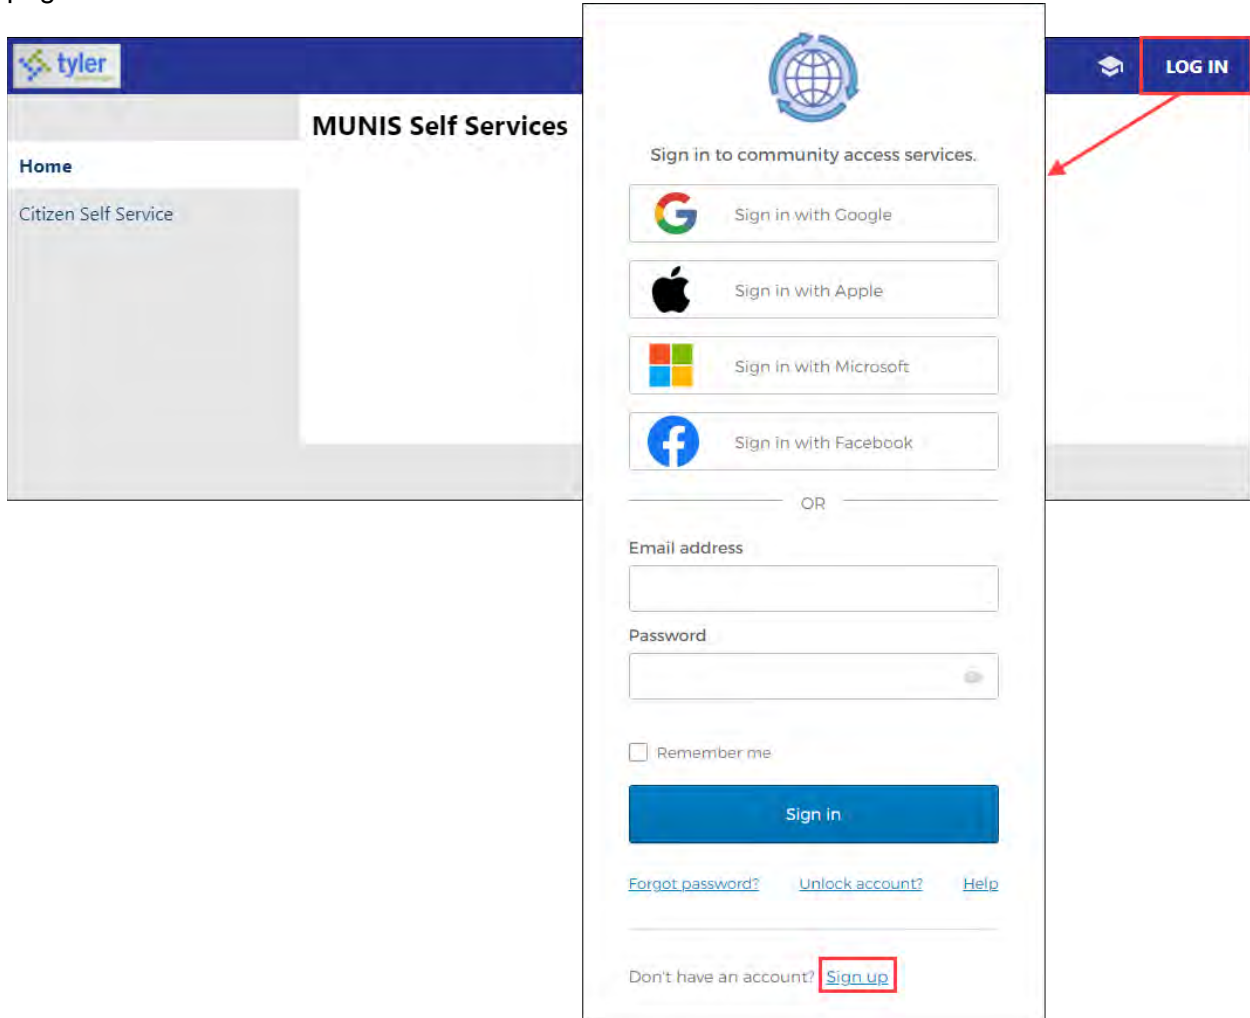 tyler
LOG IN
MUNIS Self Services
Home
Citizen Self Service
Sign in to community access services.
Sign in with Google
Sign in with Apple
Sign in with Microsoft
Sign in with Facebook
OR
Email address
Password
Remember me
Sign in
Forgot password? Unlock account? Help
Don't have an account? Sign up